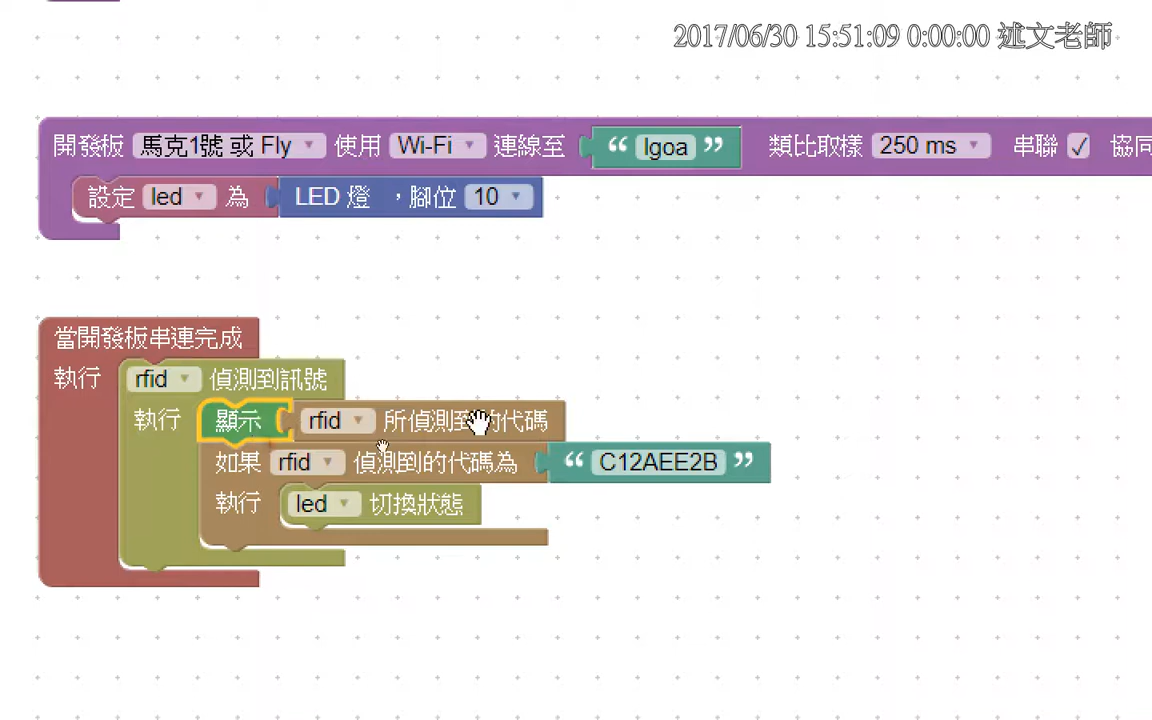 2017/06/30 15:51:09 0:00:00 述文老師
開發板 馬克1號 或 Fly 使用 Wi-Fi 連線至 “ lgoa ” 類比取樣 250 ms 串聯 ✓ 協同
設定 led 為 LED 燈 ，腳位 10
當開發板串連完成
執行 rfid 偵測到訊號
執行 顯示 rfid 所偵測到的代碼
如果 rfid 偵測到的代碼為 “ C12AEE2B ”
執行 led 切換狀態